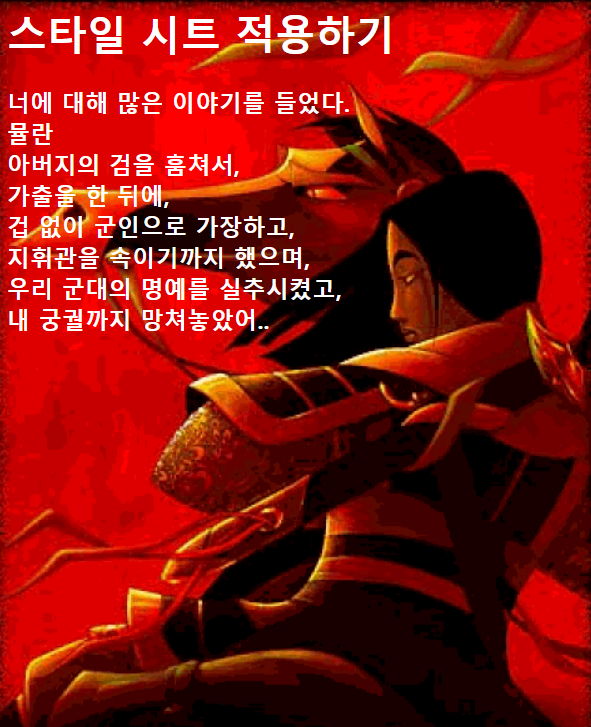 스타일 시트 적용하기
너에 대해 많은 이야기를 들었다.
뮬란
아버지의 검을 훔쳐서,
가출을 한 뒤에,
겁 없이 군인으로 가장하고,
지휘관을 속이기까지 했으며,
우리 군대의 명예를 실추시켰고,
내 궁궐까지 망쳐놓았어..